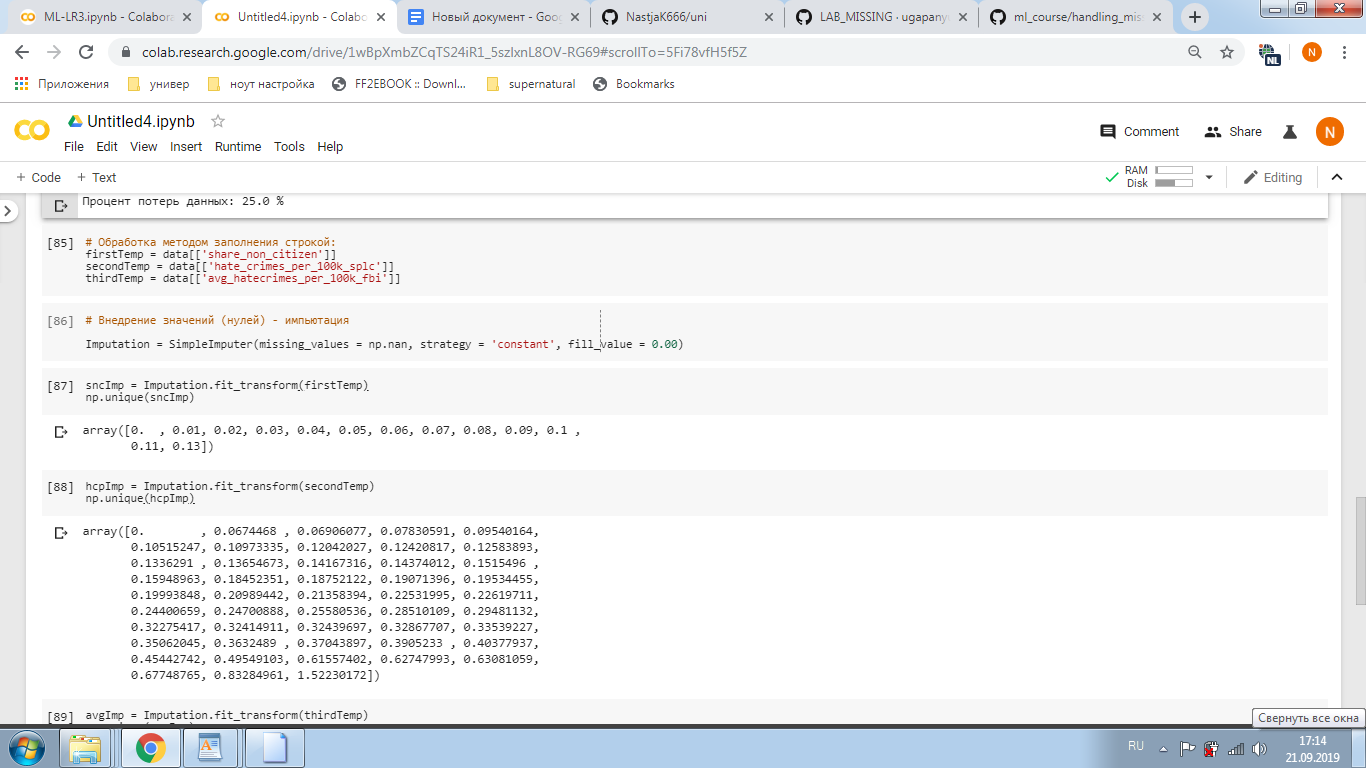 ML-LR3.ipynb - Colabora
Untitled4.ipynb - Colabo
Новый документ - Goo
NastjaK666/uni
LAB_MISSING · ugapany
ml_course/handling_mis
colab.research.google.com/drive/1wBpXmbZCqTS24iR1_5szlxnL8OV-RG69#scrollTo=5Fi78vfH5f5Z
NL
N
Приложения
универ
ноут настройка
FF2EBOOK :: Downl...
supernatural
Bookmarks
Untitled4.ipynb
File Edit View Insert Runtime Tools Help
Comment
Share
N
+ Code + Text
RAM
Disk
Editing
Процент потерь данных: 25.0 %
[85] # Обработка методом заполнения строкой:
firstTemp = data[['share_non_citizen']]
secondTemp = data[['hate_crimes_per_100k_splc']]
thirdTemp = data[['avg_hatecrimes_per_100k_fbi']]
[86] # Внедрение значений (нулей) - импьютация
Imputation = SimpleImputer(missing_values = np.nan, strategy = 'constant', fill_value = 0.00)
[87] sncImp = Imputation.fit_transform(firstTemp)
np.unique(sncImp)
array([0.  , 0.01, 0.02, 0.03, 0.04, 0.05, 0.06, 0.07, 0.08, 0.09, 0.1 ,
0.11, 0.13])
[88] hcpImp = Imputation.fit_transform(secondTemp)
np.unique(hcpImp)
array([0.        , 0.0674468 , 0.06906077, 0.07830591, 0.09540164,
0.10515247, 0.10973335, 0.12042027, 0.12420817, 0.12583893,
0.1336291 , 0.13654673, 0.14167316, 0.14374012, 0.1515496 ,
0.15948963, 0.18452351, 0.18752122, 0.19071396, 0.19534455,
0.19993848, 0.20989442, 0.21358394, 0.22531995, 0.22619711,
0.24400659, 0.24700888, 0.25580536, 0.28510109, 0.29481132,
0.32275417, 0.32414911, 0.32439697, 0.32867707, 0.33539227,
0.35062045, 0.3632489 , 0.37043897, 0.3905233 , 0.40377937,
0.45442742, 0.49549103, 0.61557402, 0.62747993, 0.63081059,
0.67748765, 0.83284961, 1.52230172])
[89] avgImp = Imputation.fit_transform(thirdTemp)
Свернуть все окна
RU
17:14
21.09.2019